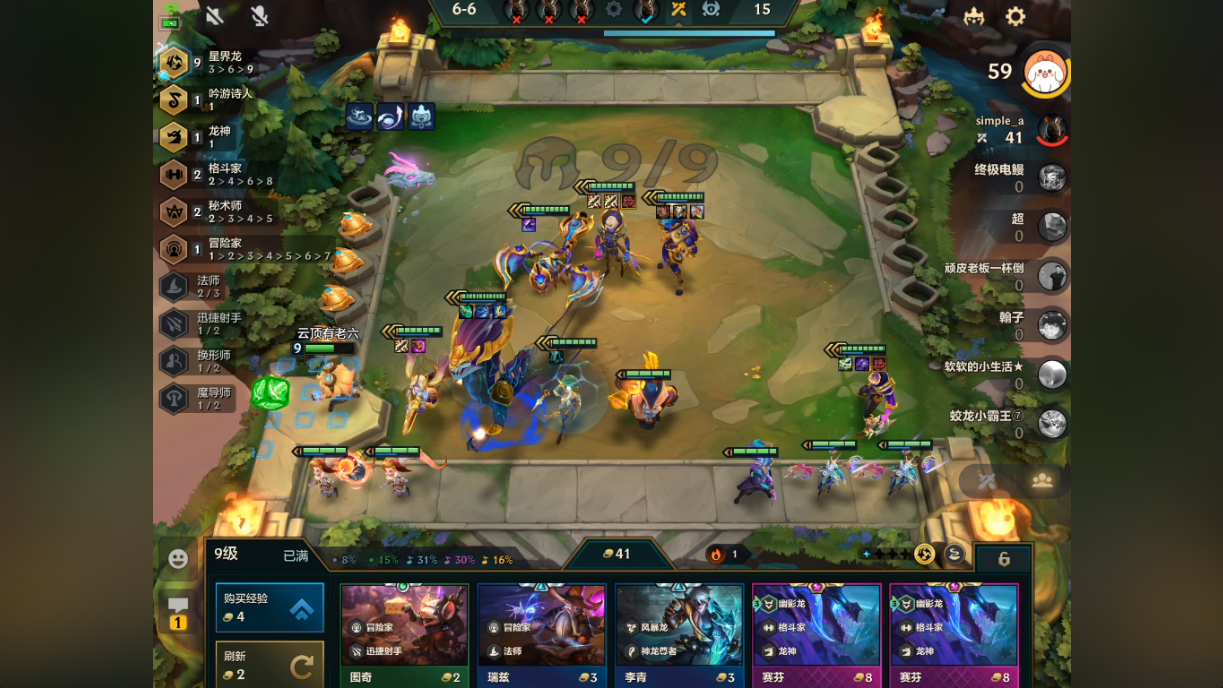 6-6
15
9
星界龙
3 > 6 > 9
1
吟游诗人
1
1
龙神
1
2
格斗家
2 > 4 > 6 > 8
2
秘术师
2 > 3 > 4 > 5
1
冒险家
1 > 2 > 3 > 4 > 5 > 6 > 7
法师
2 / 3
迅捷射手
1 / 2
换形师
1 / 2
魔导师
1 / 2
9/9
59
simple_a
41
终极电鳗
0
超
0
顽皮老板一杯倒
0
翰子
0
软软的小生活★
0
蛟龙小霸王⑦
0
云顶有老六
9
9级
已满
8%
15%
31%
30%
16%
41
1
1
购买经验
4
刷新
2
冒险家
迅捷射手
图奇
2
冒险家
法师
瑞兹
3
风暴龙
神龙尊者
李青
3
3
幽影龙
格斗家
龙神
赛芬
8
3
幽影龙
格斗家
龙神
赛芬
8